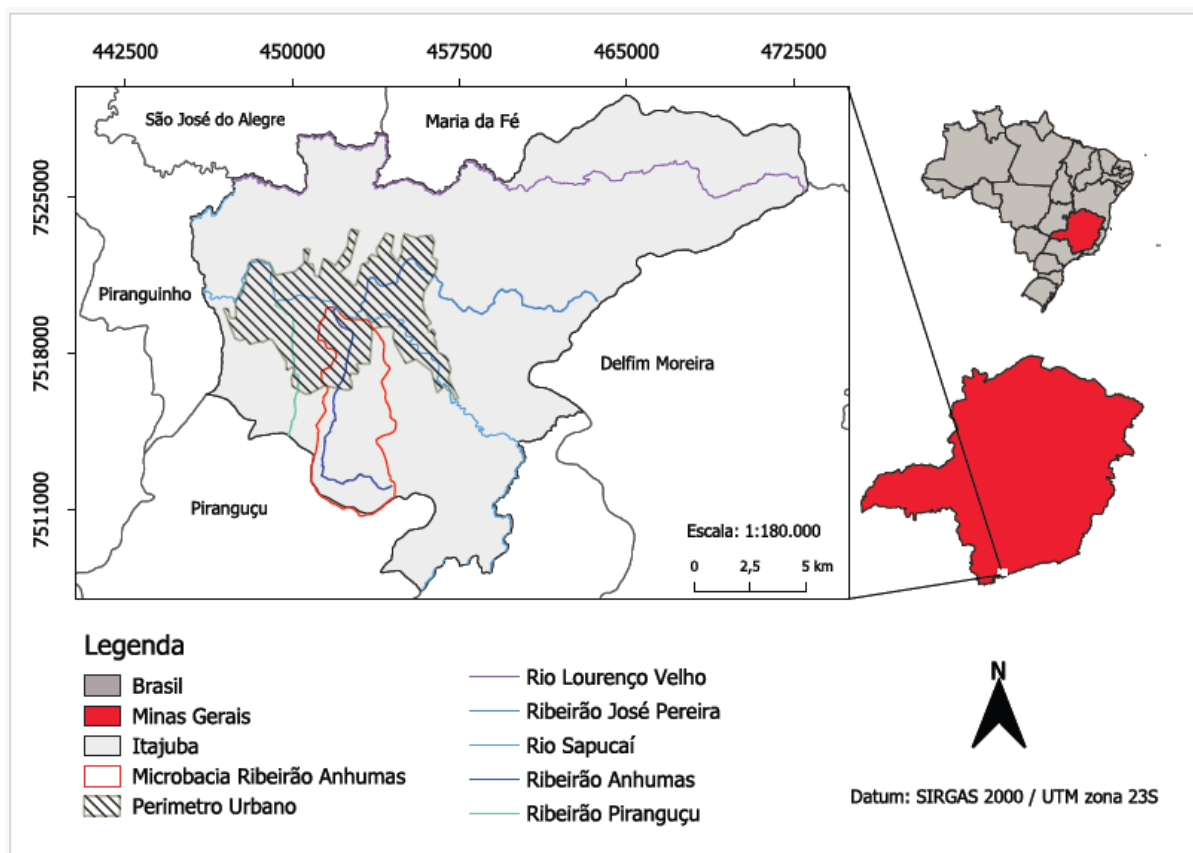 442500 450000 457500 465000 472500
7525000
7518000
7511000
São José do Alegre
Maria da Fé
Piranguinho
Delfim Moreira
Piranguçu
Escala: 1:180.000
0 2,5 5 km
Legenda
Brasil
Minas Gerais
Itajuba
Microbacia Ribeirão Anhumas
Perimetro Urbano
Rio Lourenço Velho
Ribeirão José Pereira
Rio Sapucaí
Ribeirão Anhumas
Ribeirão Piranguçu
N
Datum: SIRGAS 2000 / UTM zona 23S